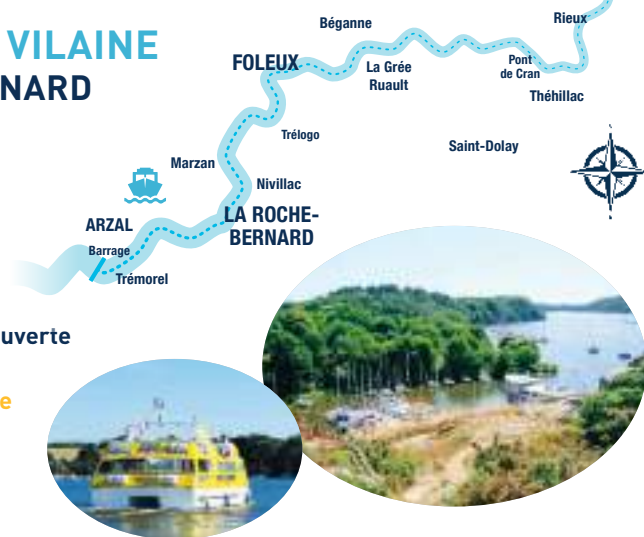 VILAINE
NARD
Béganne
Rieux
FOLEUX
La Grée
Ruault
Pont
de Cran
Théhillac
Trélogo
Saint-Dolay
Marzan
Nivillac
ARZAL
LA ROCHE-
BERNARD
Barrage
Trémorel
uverte
e